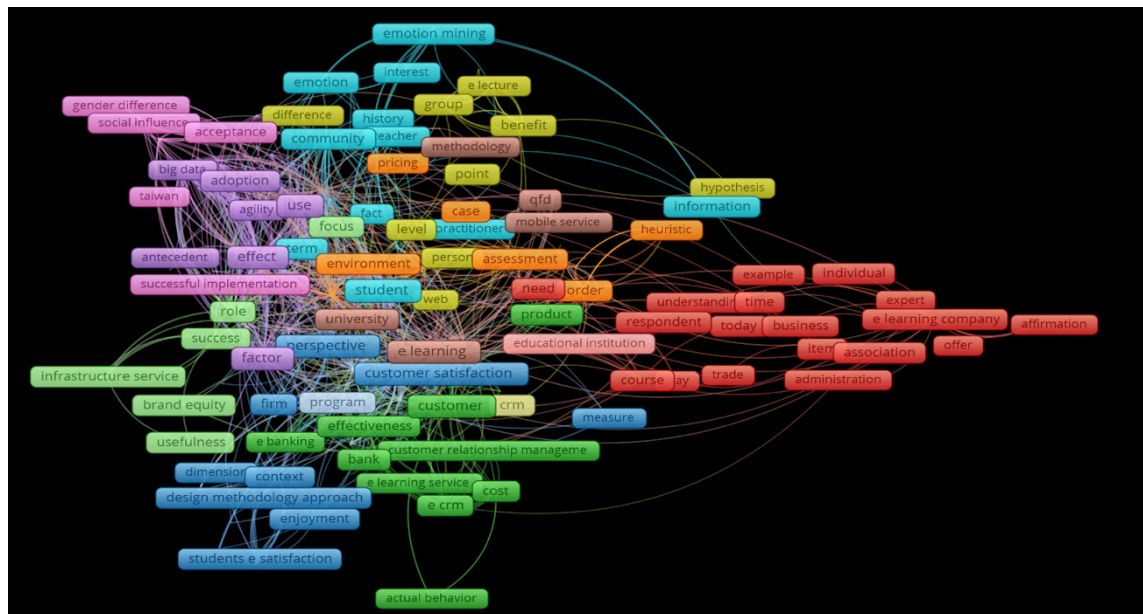 emotion mining
emotion
interest
e lecture
gender difference
group
social influence
difference
history
benefit
acceptance
community
teacher
methodology
pricing
big data
adoption
point
hypothesis
taiwan
qfd
information
agility
use
fact
case
mobile service
focus
level
practitioner
heuristic
antecedent
effect
term
environment
person
assessment
example
individual
successful implementation
student
need
order
web
understanding
time
expert
role
product
university
respondent
today
business
e learning company
affirmation
success
perspective
educational institution
offer
factor
e learning
item
association
infrastructure service
customer satisfaction
course
trade
administration
brand equity
firm
program
customer
crm
measure
usefulness
effectiveness
e banking
customer relationship manageme
bank
dimension
context
e learning service
cost
design methodology approach
e crm
enjoyment
students e satisfaction
actual behavior